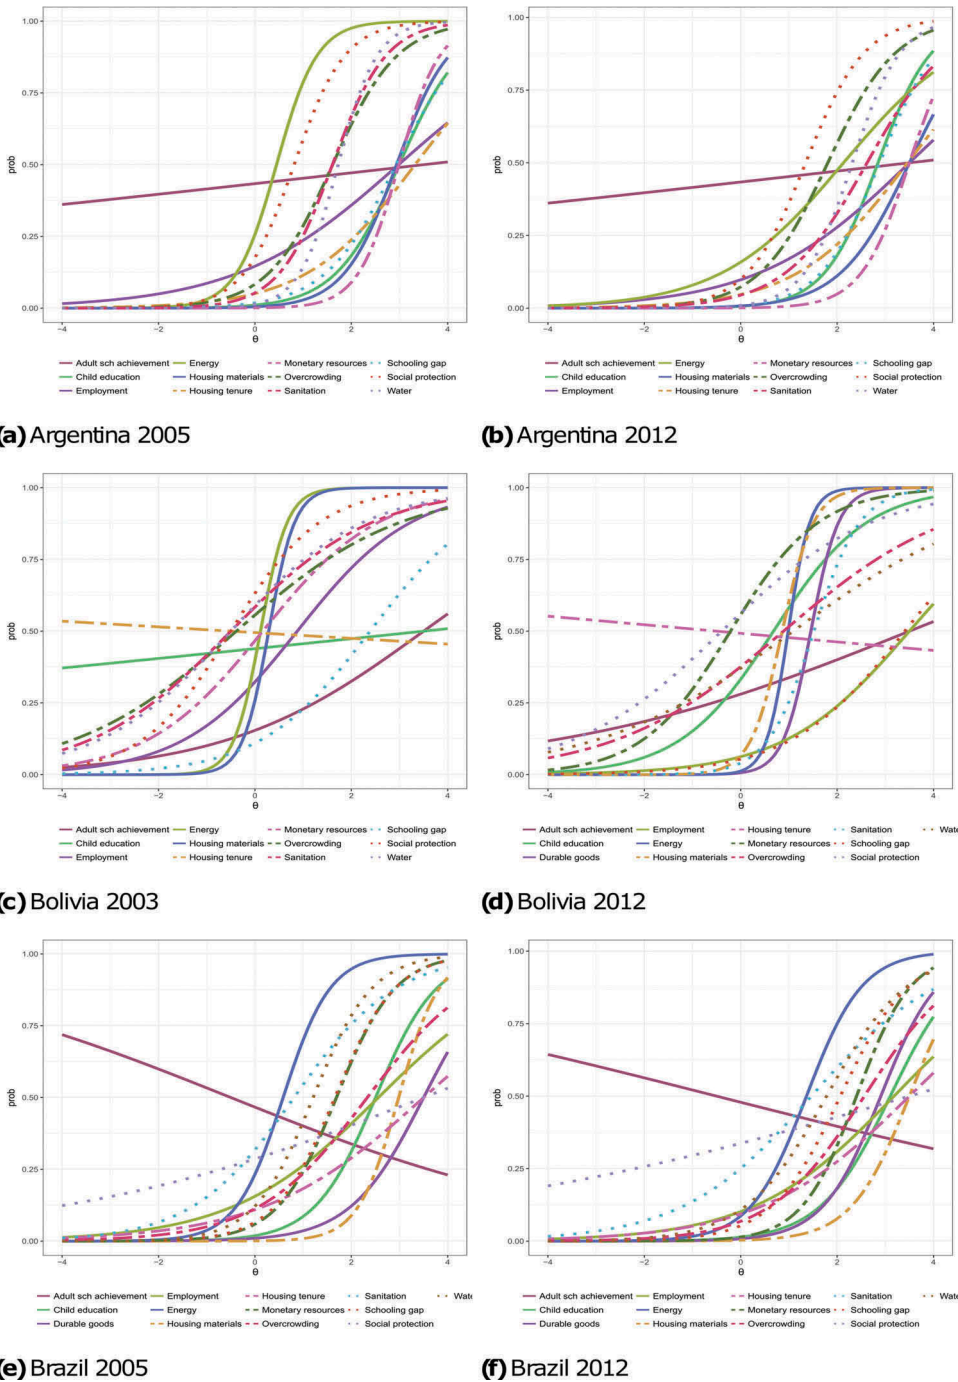 1.00 0.75 0.50 0.25 0.00
prob
−4 −2 0 2 4
θ
Adult sch achievement Energy Monetary resources Schooling gap
Child education Housing materials Overcrowding Social protection
Employment Housing tenure Sanitation Water
(a) Argentina 2005
1.00 0.75 0.50 0.25 0.00
prob
−4 −2 0 2 4
θ
Adult sch achievement Energy Monetary resources Schooling gap
Child education Housing materials Overcrowding Social protection
Employment Housing tenure Sanitation Water
(b) Argentina 2012
1.00 0.75 0.50 0.25 0.00
prob
−4 −2 0 2 4
θ
Adult sch achievement Energy Monetary resources Schooling gap
Child education Housing materials Overcrowding Social protection
Employment Housing tenure Sanitation Water
(c) Bolivia 2003
1.00 0.75 0.50 0.25 0.00
prob
−4 −2 0 2 4
θ
Adult sch achievement Employment Housing tenure Sanitation Wate
Child education Energy Monetary resources Schooling gap
Durable goods Housing materials Overcrowding Social protection
(d) Bolivia 2012
1.00 0.75 0.50 0.25 0.00
prob
−4 −2 0 2 4
θ
Adult sch achievement Employment Housing tenure Sanitation Wate
Child education Energy Monetary resources Schooling gap
Durable goods Housing materials Overcrowding Social protection
(e) Brazil 2005
1.00 0.75 0.50 0.25 0.00
prob
−4 −2 0 2 4
θ
Adult sch achievement Employment Housing tenure Sanitation Wate
Child education Energy Monetary resources Schooling gap
Durable goods Housing materials Overcrowding Social protection
(f) Brazil 2012